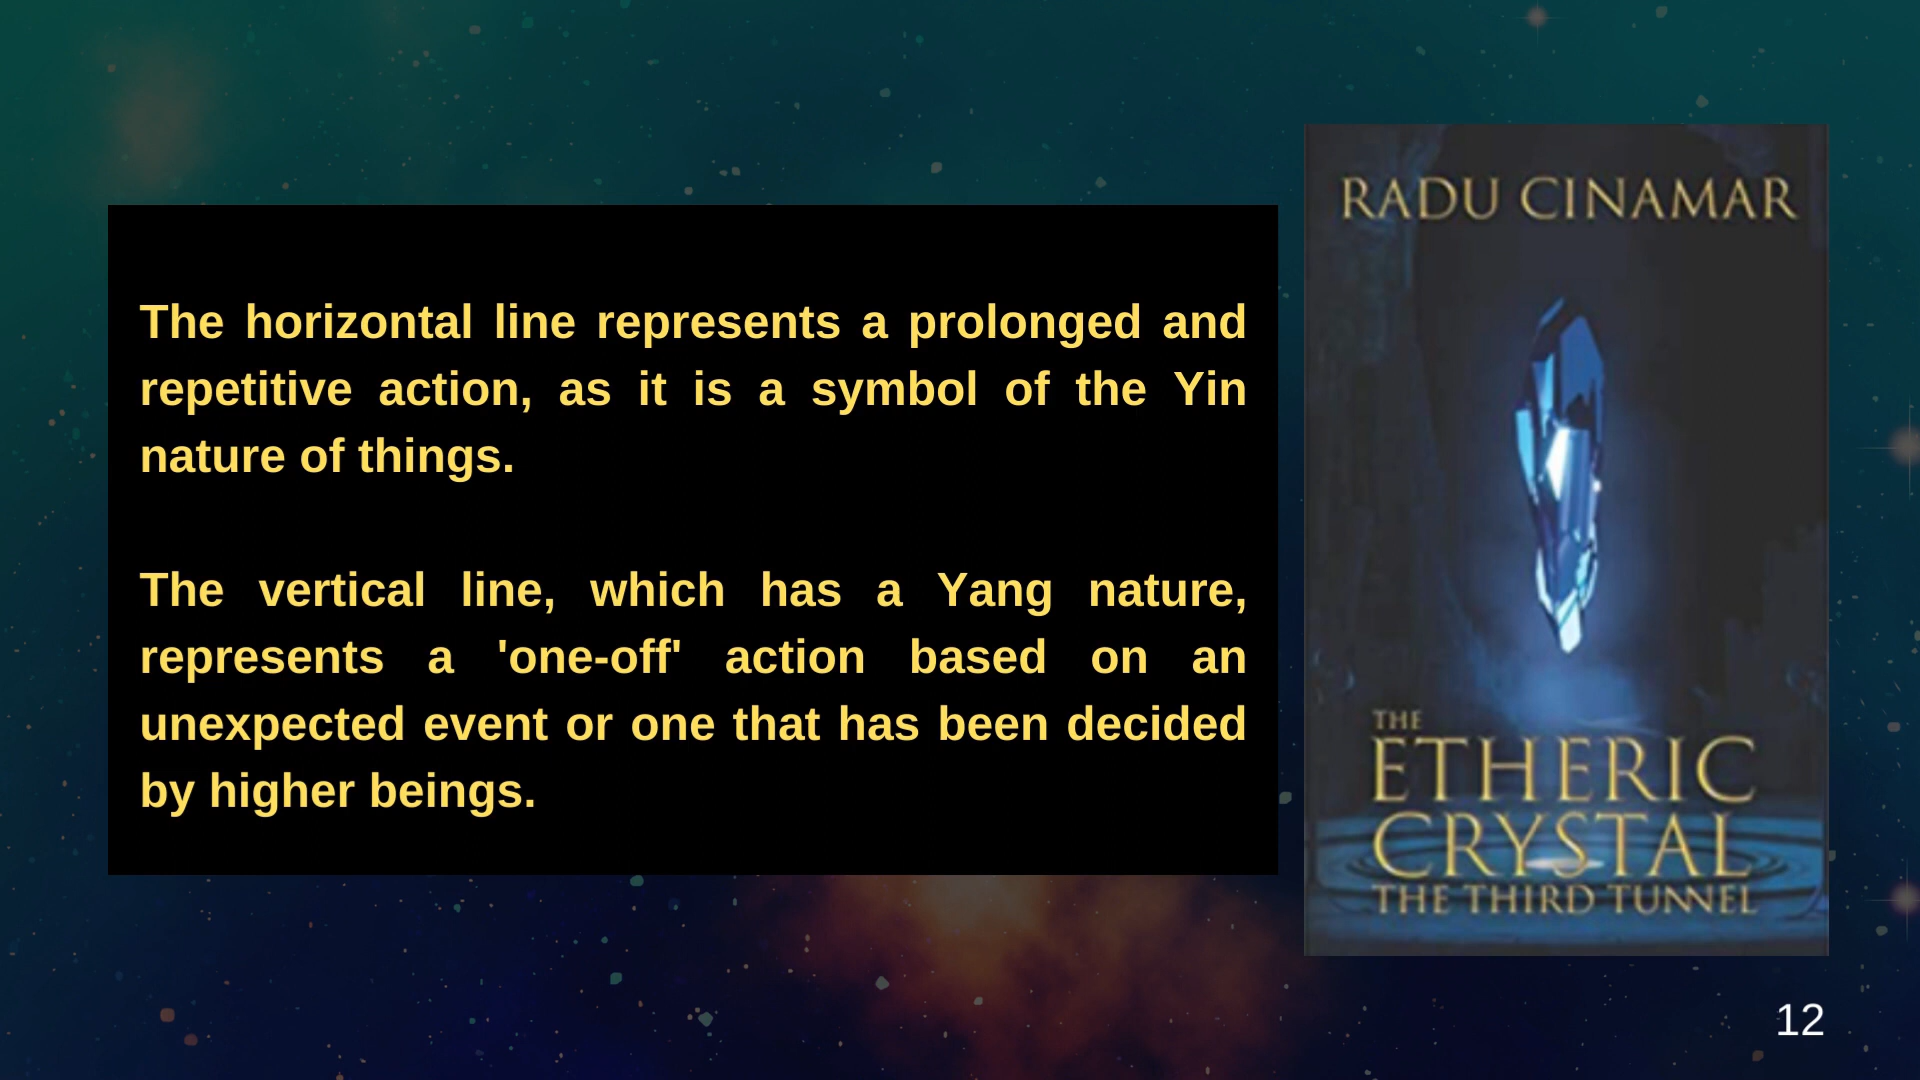 The horizontal line represents a prolonged and
repetitive action, as it is a symbol of the Yin
nature of things.
The vertical line, which has a Yang nature,
represents a 'one-off' action based on an
unexpected event or one that has been decided
by higher beings.
RADU CINAMAR
THE
ETHERIC
CRYSTAL
THE THIRD TUNNEL
12